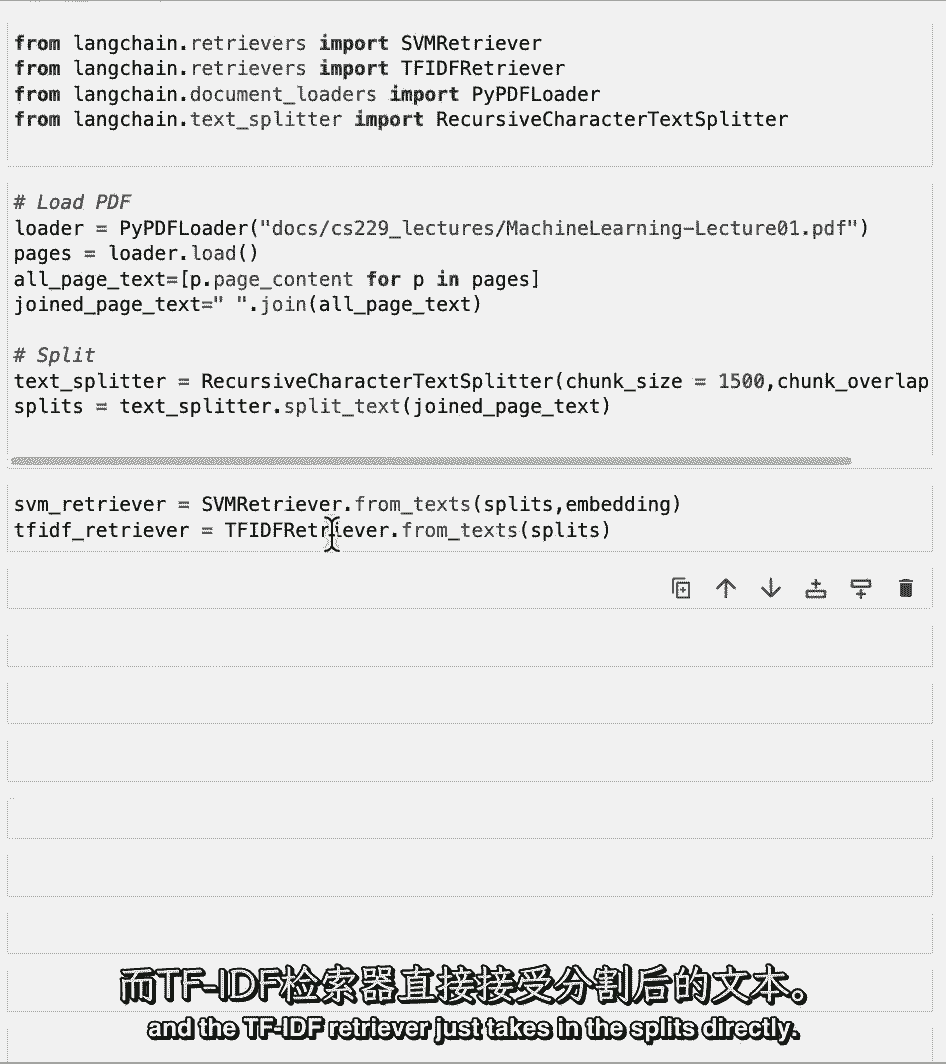 from langchain.retrievers import SVMRetriever
from langchain.retrievers import TFIDFRetriever
from langchain.document_loaders import PyPDFLoader
from langchain.text_splitter import RecursiveCharacterTextSplitter
# Load PDF
loader = PyPDFLoader("docs/cs229_lectures/MachineLearning-Lecture01.pdf")
pages = loader.load()
all_page_text=[p.page_content for p in pages]
joined_page_text=" ".join(all_page_text)
# Split
text_splitter = RecursiveCharacterTextSplitter(chunk_size = 1500,chunk_overlap
splits = text_splitter.split_text(joined_page_text)
svm_retriever = SVMRetriever.from_texts(splits,embedding)
tfidf_retriever = TFIDFRetriever.from_texts(splits)
而TF-IDF检索器直接接受分割后的文本。
and the TF-IDF retriever just takes in the splits directly.